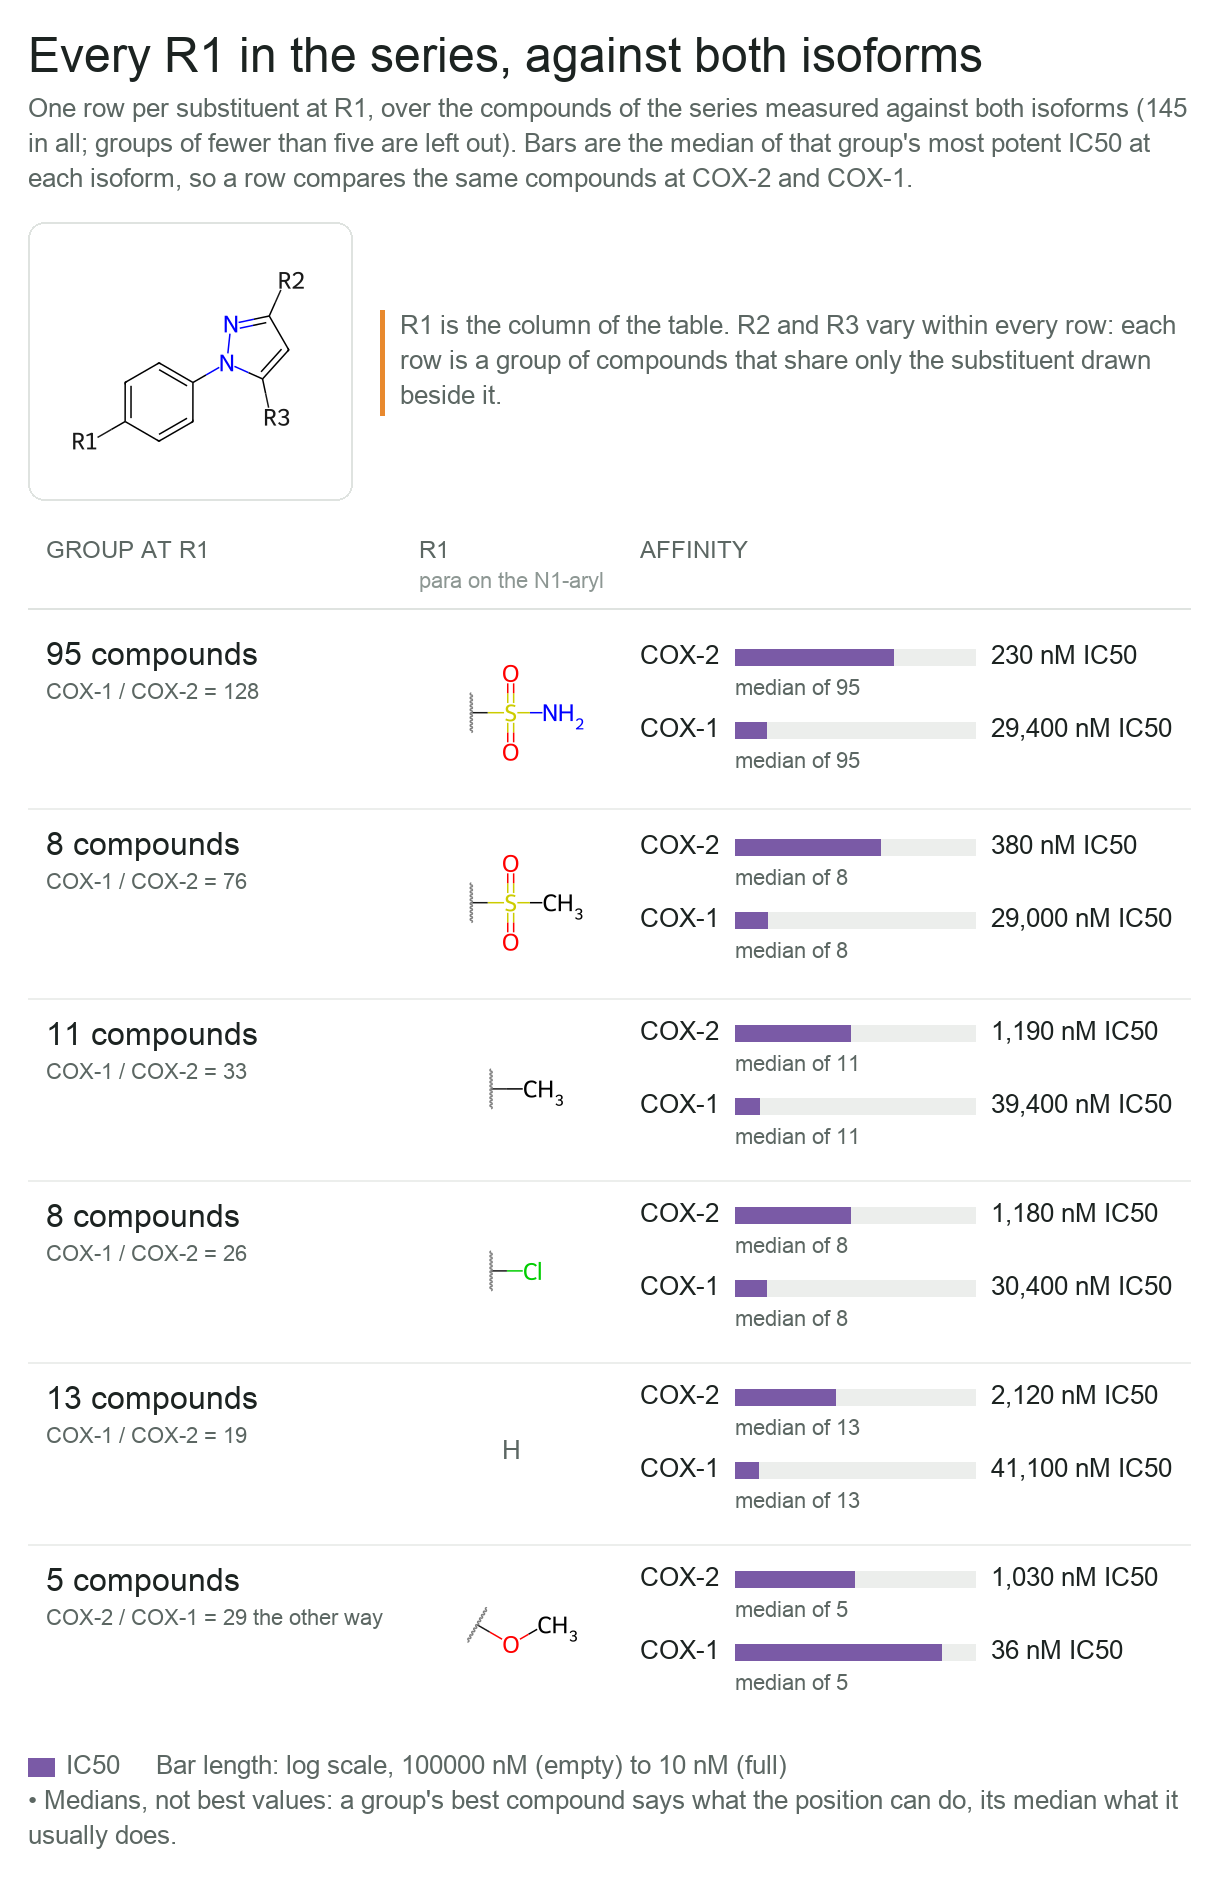 Every R1 in the series, against both isoforms
One row per substituent at R1, over the compounds of the series measured against both isoforms (145
in all; groups of fewer than five are left out). Bars are the median of that group's most potent IC50 at
each isoform, so a row compares the same compounds at COX-2 and COX-1.
R2
N
N
R3
R1
R1 is the column of the table. R2 and R3 vary within every row: each
row is a group of compounds that share only the substituent drawn
beside it.
GROUP AT R1
R1
para on the N1-aryl
AFFINITY
95 compounds
COX-1 / COX-2 = 128
O
S
NH2
O
COX-2
230 nM IC50
median of 95
COX-1
29,400 nM IC50
median of 95
8 compounds
COX-1 / COX-2 = 76
O
S
CH3
O
COX-2
380 nM IC50
median of 8
COX-1
29,000 nM IC50
median of 8
11 compounds
COX-1 / COX-2 = 33
CH3
COX-2
1,190 nM IC50
median of 11
COX-1
39,400 nM IC50
median of 11
8 compounds
COX-1 / COX-2 = 26
Cl
COX-2
1,180 nM IC50
median of 8
COX-1
30,400 nM IC50
median of 8
13 compounds
COX-1 / COX-2 = 19
H
COX-2
2,120 nM IC50
median of 13
COX-1
41,100 nM IC50
median of 13
5 compounds
COX-2 / COX-1 = 29 the other way
O
CH3
COX-2
1,030 nM IC50
median of 5
COX-1
36 nM IC50
median of 5
IC50 Bar length: log scale, 100000 nM (empty) to 10 nM (full)
• Medians, not best values: a group's best compound says what the position can do, its median what it
usually does.